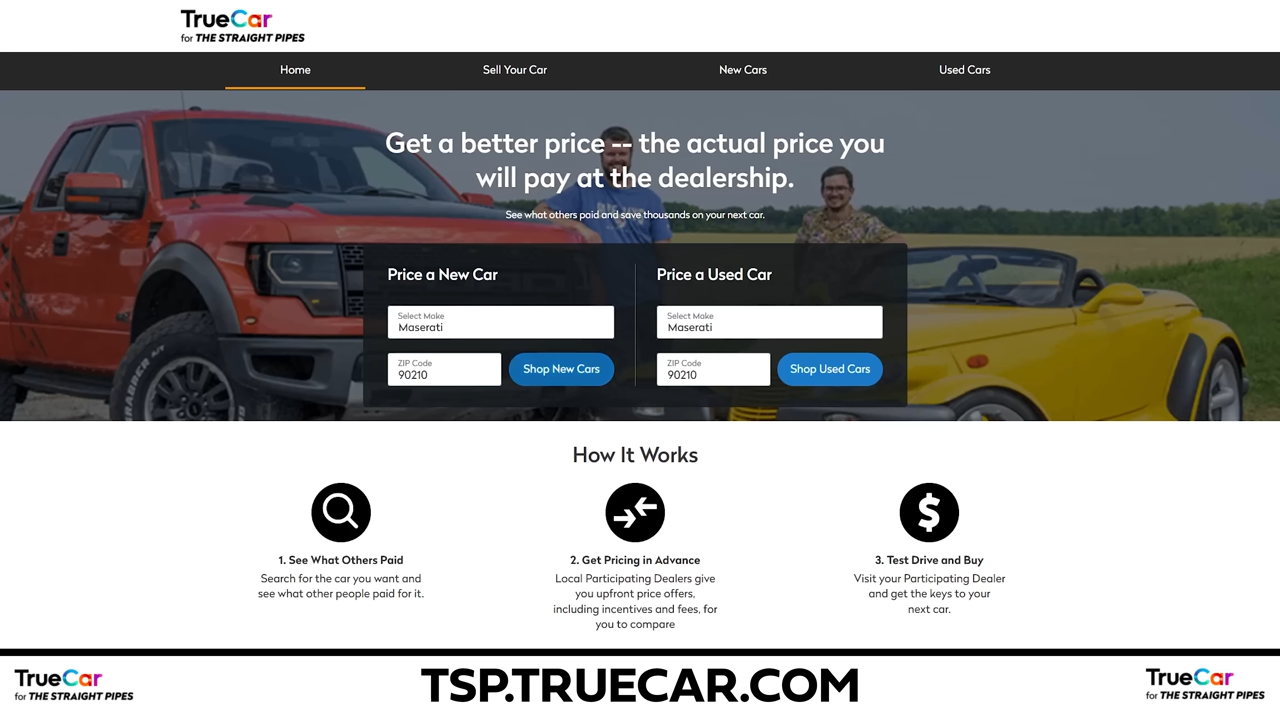 TrueCar
for THE STRAIGHT PIPES
Home
Sell Your Car
New Cars
Used Cars
Get a better price -- the actual price you
will pay at the dealership.
See what others paid and save thousands on your next car.
Price a New Car
Select Make
Maserati
ZIP Code
90210
Shop New Cars
Price a Used Car
Select Make
Maserati
ZIP Code
90210
Shop Used Cars
How It Works
1. See What Others Paid
Search for the car you want and
see what other people paid for it.
2. Get Pricing in Advance
Local Participating Dealers give
you upfront price offers,
including incentives and fees, for
you to compare
3. Test Drive and Buy
Visit your Participating Dealer
and get the keys to your
next car.
TrueCar
for THE STRAIGHT PIPES
TSP.TRUECAR.COM
TrueCar
for THE STRAIGHT PIPES